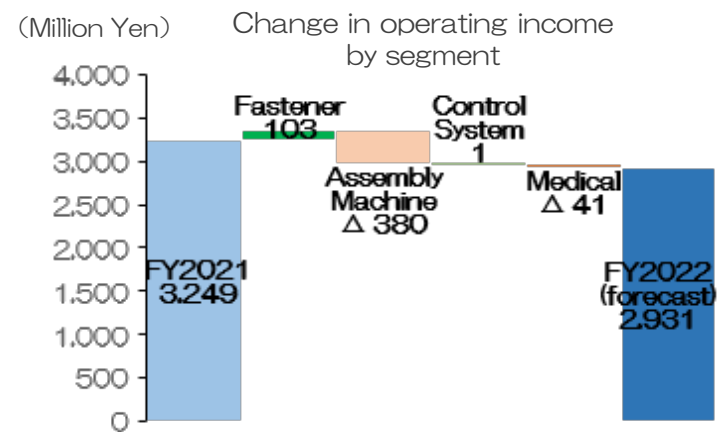 (Million Yen)
Change in operating income
by segment
4,000
3,500
3,000
2,500
2,000
1,500
1,000
500
0
FY2021
3,249
Fastener
103
Assembly
Machine
Δ 380
Control
System
1
Medical
Δ 41
FY2022
(forecast)
2,931